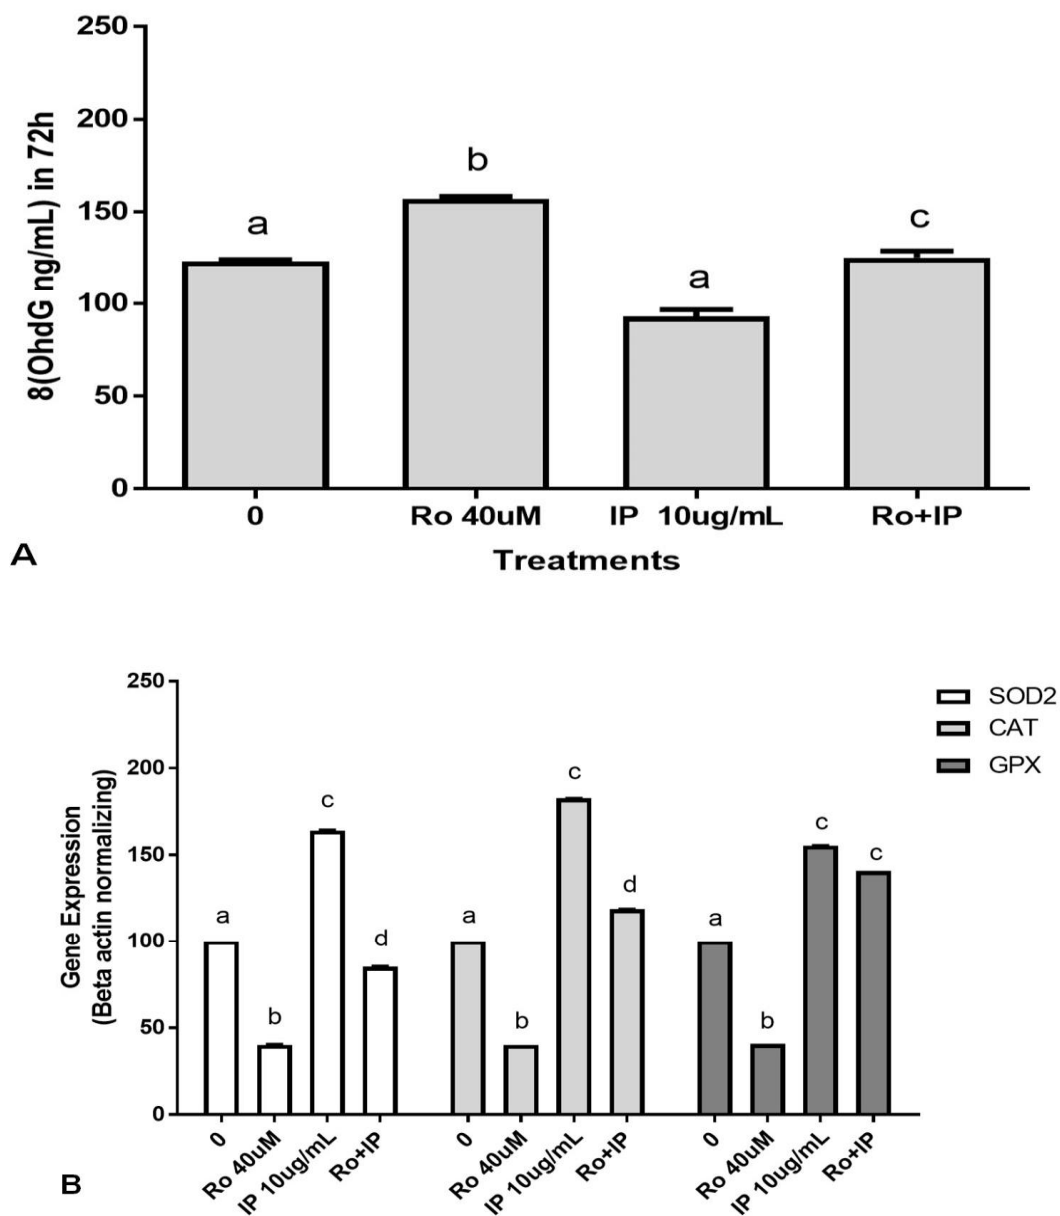 250
200
150
100
50
0
8(OhdG ng/mL) in 72h
a
b
a
c
0
Ro 40uM
IP 10ug/mL
Ro+IP
Treatments
A
250
200
150
100
50
0
Gene Expression
(Beta actin normalizing)
a
b
c
d
a
b
c
d
a
b
c
c
SOD2
CAT
GPX
0
Ro 40uM
IP 10ug/mL
Ro+IP
0
Ro 40uM
IP 10ug/mL
Ro+IP
0
Ro 40uM
IP 10ug/mL
Ro+IP
B